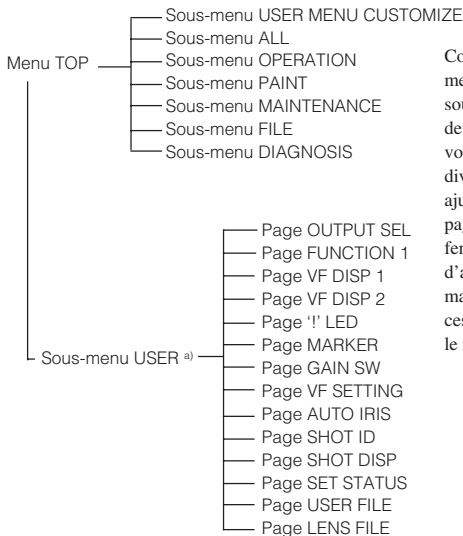 Sous-menu USER MENU CUSTOMIZE
Sous-menu ALL
Menu TOP
Sous-menu OPERATION
Sous-menu PAINT
Sous-menu MAINTENANCE
Sous-menu FILE
Sous-menu DIAGNOSIS
Page OUTPUT SEL
Page FUNCTION 1
Page VF DISP 1
Page VF DISP 2
Page '!' LED
Page MARKER
Sous-menu USER a)
Page GAIN SW
Page VF SETTING
Page AUTO IRIS
Page SHOT ID
Page SHOT DISP
Page SET STATUS
Page USER FILE
Page LENS FILE
Co
me
sou
de
vo
div
aju
pag
fen
d'a
ma
ces
le